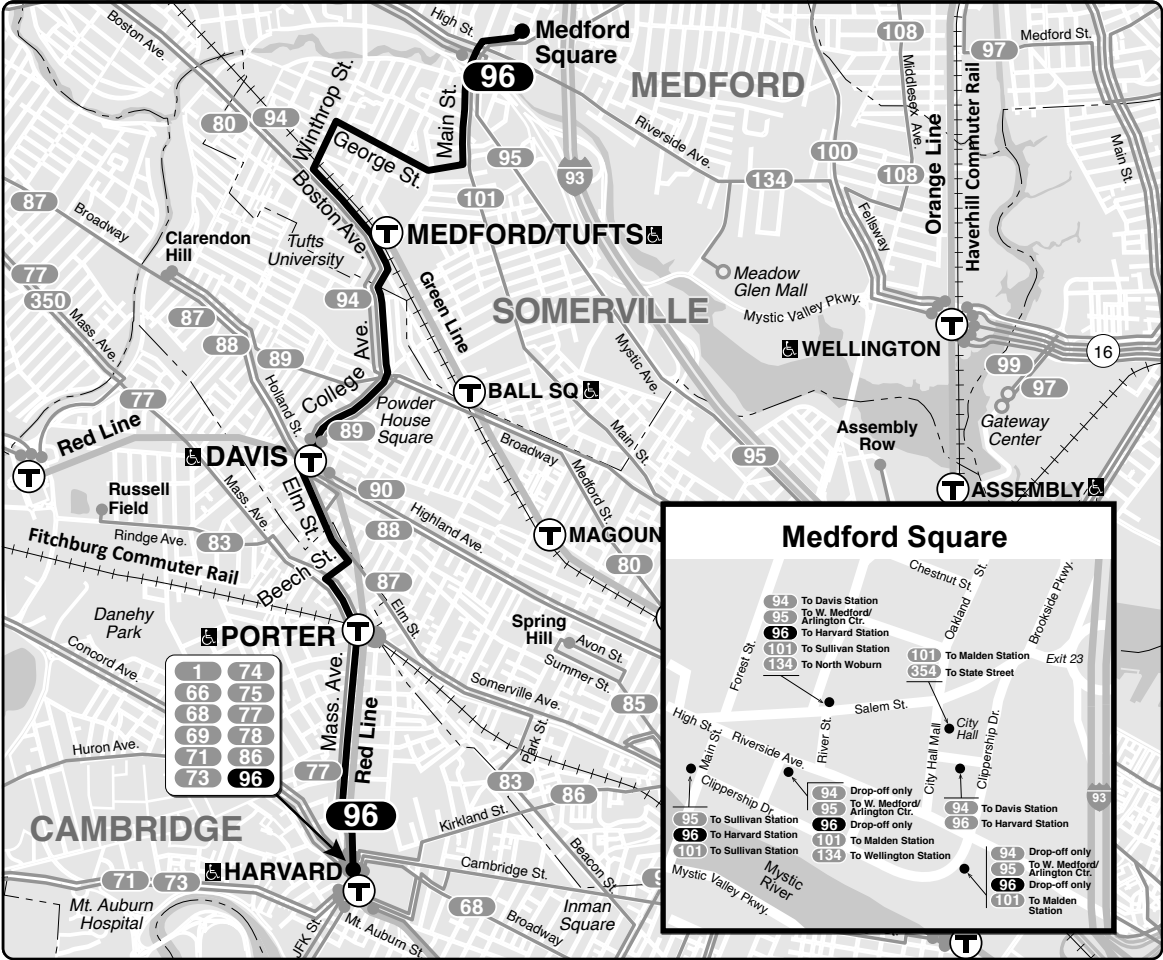 Boston Ave.
High St.
Medford
Square
96
MEDFORD
108
97
Medford St.
Middlesex Ave.
Orange Line
Haverhill Commuter Rail
Main St.
80
94
Winthrop St.
George St.
Main St.
95
93
Riverside Ave.
100
134
108
101
Fellsway
87
Broadway
Clarendon
Hill
Tufts
University
Boston Ave.
T
MEDFORD/TUFTS
77
350
Mass. Ave.
94
Green Line
SOMERVILLE
Meadow
Glen Mall
Mystic Valley Pkwy.
87
88
89
Holland St.
College Ave.
T
WELLINGTON
16
99
97
Mystic Ave.
77
T
BALL SQ
Powder
House
Square
Gateway
Center
Red Line
T
89
Broadway
Main St.
Assembly
Row
T
DAVIS
95
Medford St.
T
ASSEMBLY
Russell
Field
Mass. Ave.
Elm St.
90
88
Highland Ave.
Rindge Ave.
83
T
MAGOUN
80
Fitchburg Commuter Rail
Beech St.
87
Elm St.
Danehy
Park
T
PORTER
Spring
Hill
Avon St.
Summer St.
Concord Ave.
1 74
66 75
68 77
69 78
71 86
73 96
Mass. Ave.
Red Line
Somerville Ave.
85
Park St.
Huron Ave.
77
83
86
96
Kirkland St.
CAMBRIDGE
Beacon St.
HARVARD
T
Cambridge St.
9
71
73
Mt. Auburn
Hospital
68
Inman
Square
JFK St.
Mt. Auburn St.
Broadway
T
Medford Square
Chestnut St.
Oakland St.
Brookside Pkwy.
94 To Davis Station
95 To W. Medford/
Arlington Ctr.
96 To Harvard Station
101 To Sullivan Station
134 To North Woburn
Forest St.
101 To Malden Station
354 To State Street
Exit 23
High St.
Main St.
Riverside Ave.
River St.
Salem St.
City
Hall
City Hall Mall
Clippership Dr.
Clippership Dr.
93
95 To Sullivan Station
96 To Harvard Station
101 To Sullivan Station
94 Drop-off only
95 To W. Medford/
Arlington Ctr.
96 Drop-off only
101 To Malden Station
134 To Wellington Station
94 To Davis Station
96 To Harvard Station
94 Drop-off only
95 To W. Medford/
Arlington Ctr.
96 Drop-off only
101 To Malden
Station
Mystic
River
Mystic Valley Pkwy.